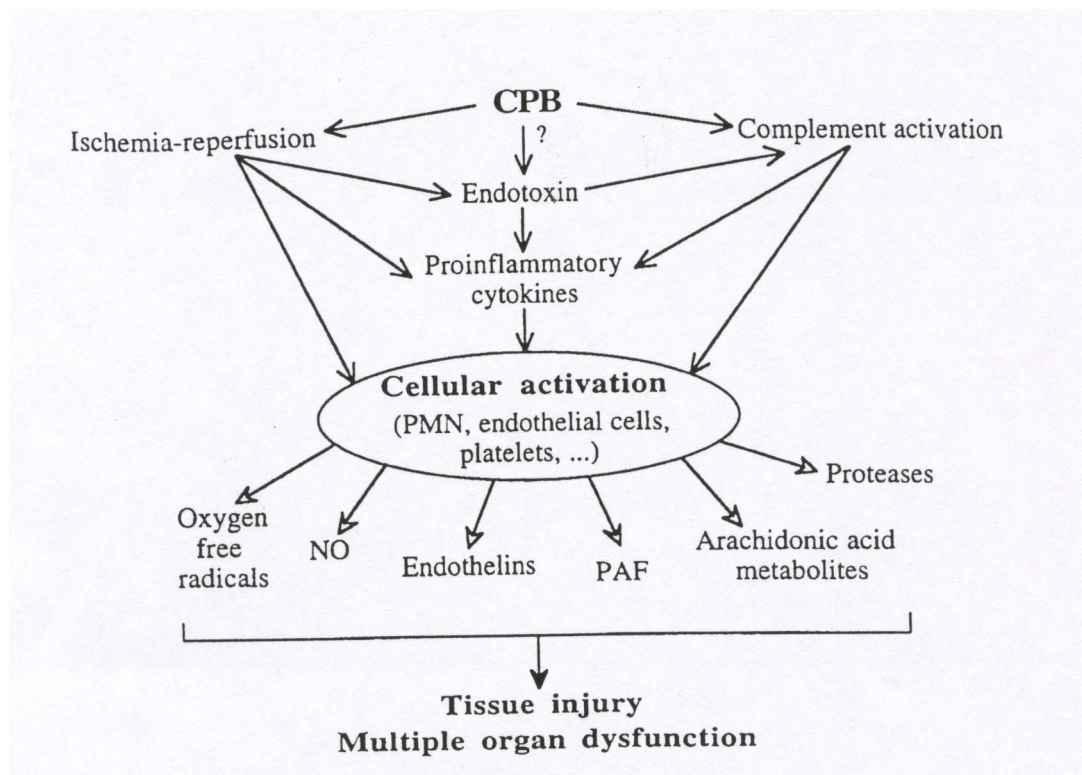 CPB
?
Ischemia-reperfusion
Complement activation
Endotoxin
Proinflammatory
cytokines
Cellular activation
(PMN, endothelial cells,
platelets, ...)
Proteases
Oxygen
free
radicals
NO
Endothelins
PAF
Arachidonic acid
metabolites
Tissue injury
Multiple organ dysfunction